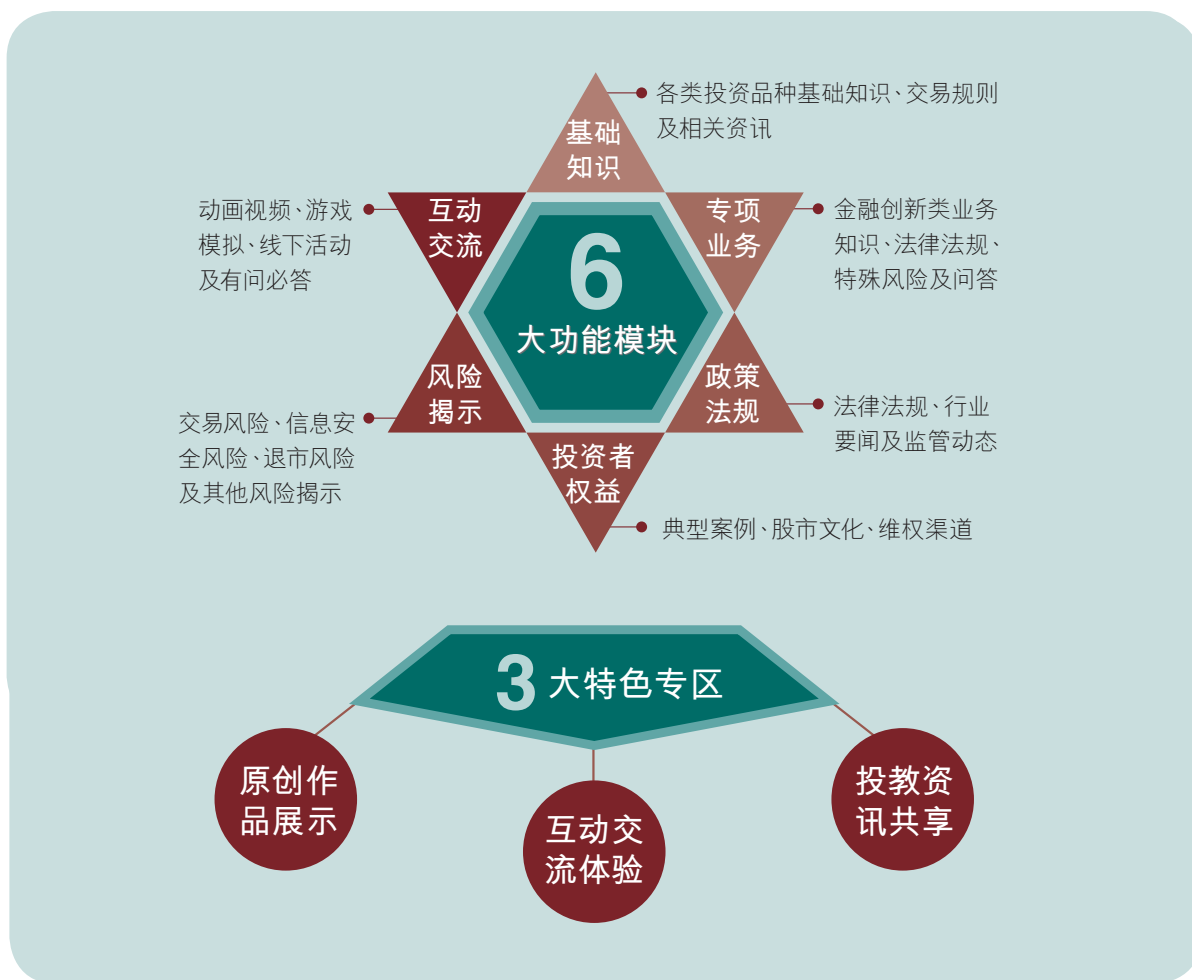 基础
知识
各类投资品种基础知识、交易规则
及相关资讯
互动
交流
动画视频、游戏
模拟、线下活动
及有问必答
专项
业务
金融创新类业务
知识、法律法规、
特殊风险及问答
6
大功能模块
风险
揭示
交易风险、信息安
全风险、退市风险
及其他风险揭示
政策
法规
法律法规、行业
要闻及监管动态
投资者
权益
典型案例、股市文化、维权渠道
3大特色专区
原创作
品展示
互动交
流体验
投教资
讯共享